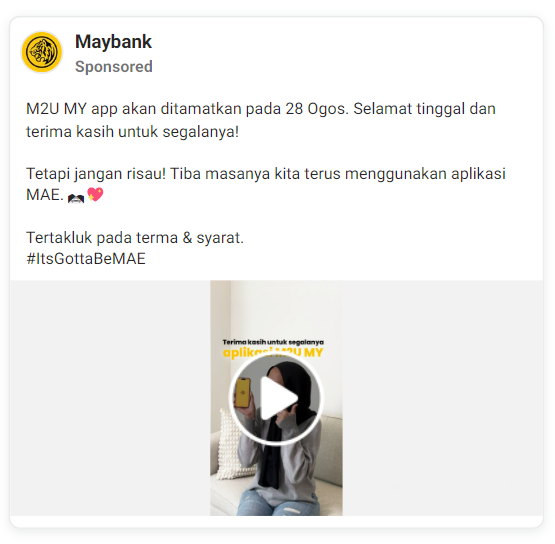 Maybank
Sponsored
M2U MY app akan ditamatkan pada 28 Ogos. Selamat tinggal dan
terima kasih untuk segalanya!
Tetapi jangan risau! Tiba masanya kita terus menggunakan aplikasi
MAE. 💖
Tertakluk pada terma & syarat.
#ItsGottaBeMAE
Terima kasih untuk segalanya
aplikasi M2U MY